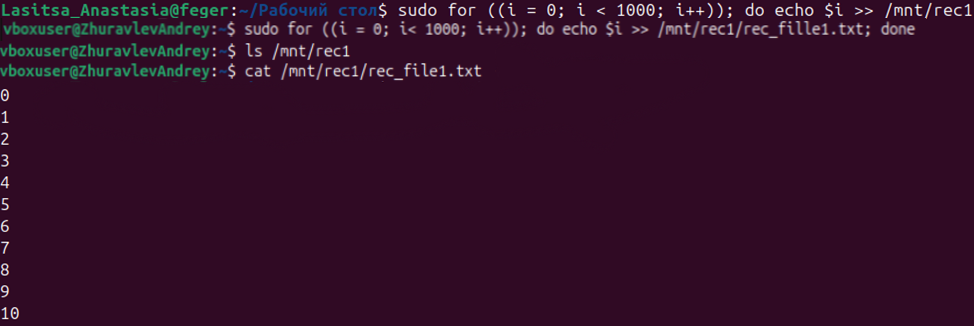 Lasitsa_Anastasia@feger:~/Рабочий стол$ sudo for ((i = 0; i < 1000; i++)); do echo $i >> /mnt/rec1
vboxuser@ZhuravlevAndrey:~$ sudo for ((i = 0; i< 1000; i++)); do echo $i >> /mnt/rec1/rec_fille1.txt; done
vboxuser@ZhuravlevAndrey:~$ ls /mnt/rec1
vboxuser@ZhuravlevAndrey:~$ cat /mnt/rec1/rec_file1.txt
0
1
2
3
4
5
6
7
8
9
10